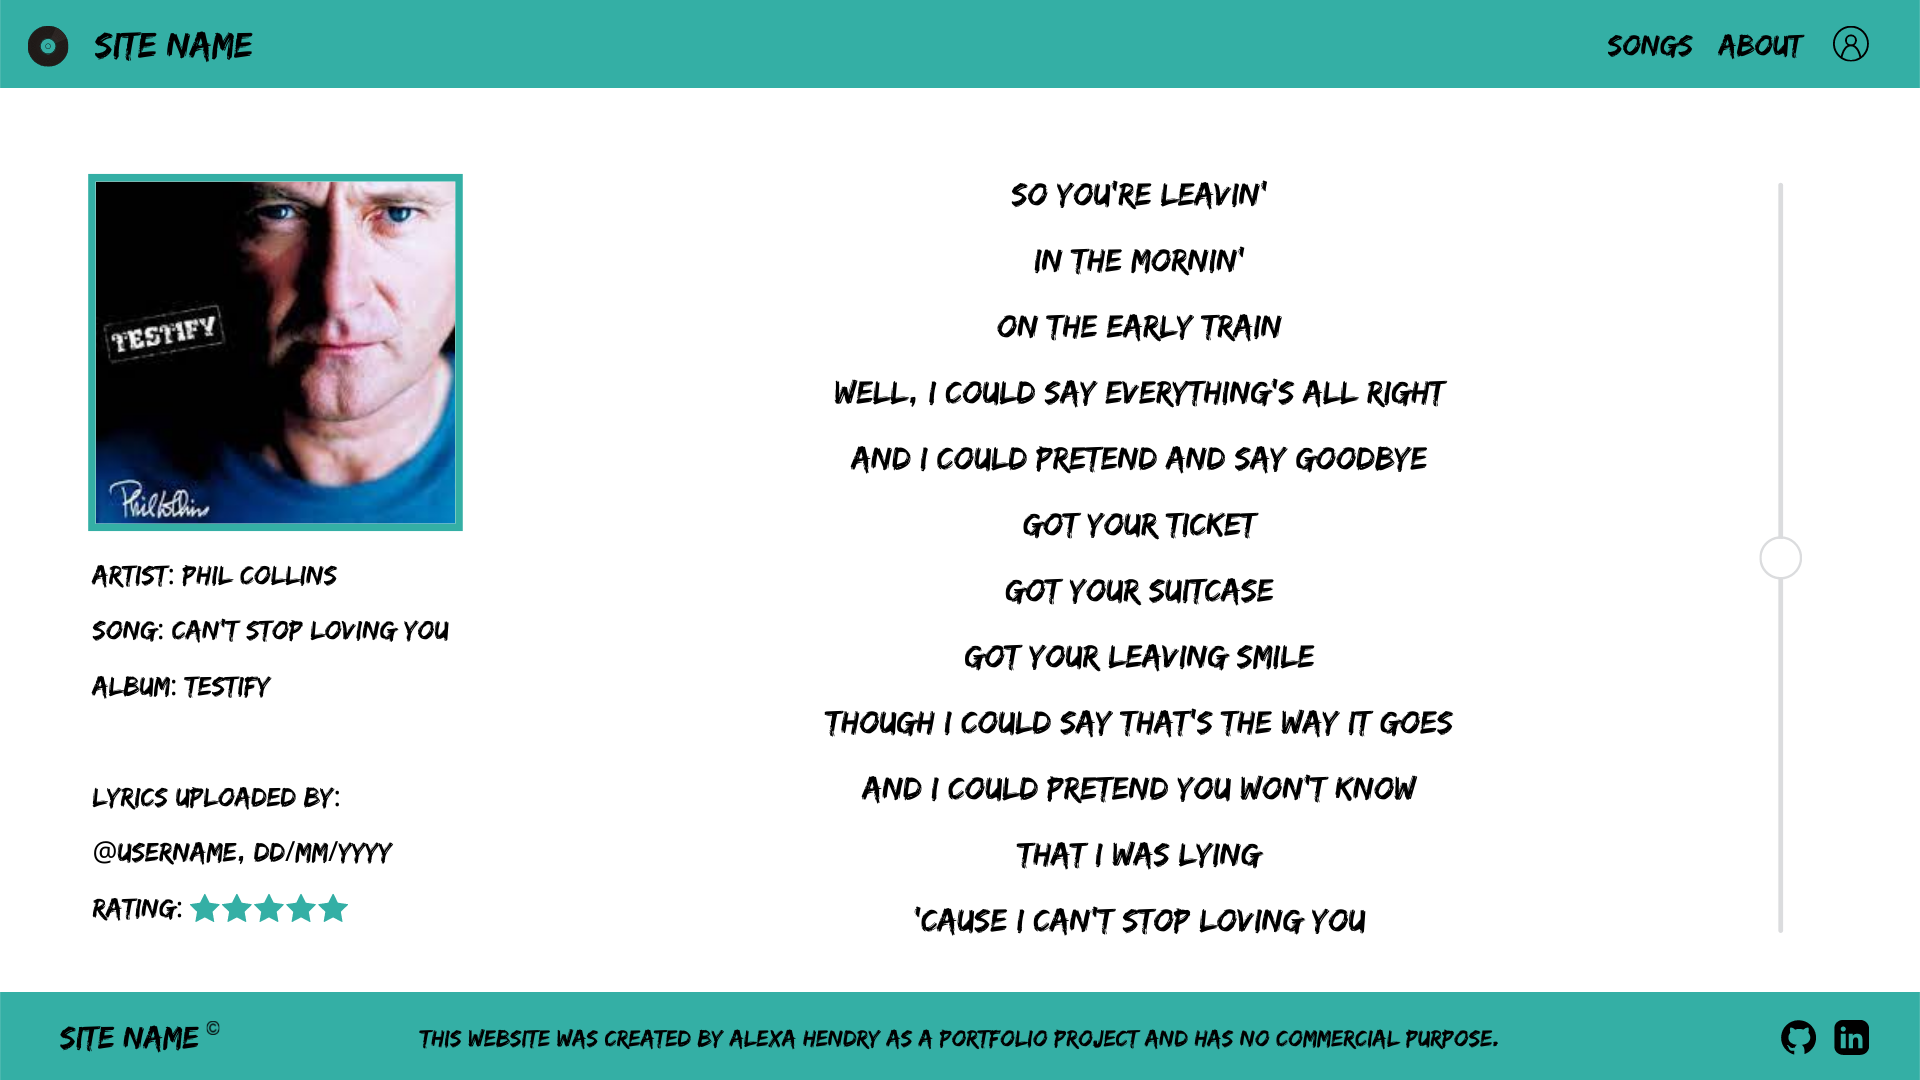 SITE NAME
SONGS ABOUT
TESTIFY
Phil Collins
ARTIST: PHIL COLLINS
SONG: CAN'T STOP LOVING YOU
ALBUM: TESTIFY
LYRICS UPLOADED BY:
@USERNAME, DD/MM/YYYY
RATING:
SO YOU'RE LEAVIN'
IN THE MORNIN'
ON THE EARLY TRAIN
WELL, I COULD SAY EVERYTHING'S ALL RIGHT
AND I COULD PRETEND AND SAY GOODBYE
GOT YOUR TICKET
GOT YOUR SUITCASE
GOT YOUR LEAVING SMILE
THOUGH I COULD SAY THAT'S THE WAY IT GOES
AND I COULD PRETEND YOU WON'T KNOW
THAT I WAS LYING
'CAUSE I CAN'T STOP LOVING YOU
SITE NAME ©
THIS WEBSITE WAS CREATED BY ALEXA HENDRY AS A PORTFOLIO PROJECT AND HAS NO COMMERCIAL PURPOSE.
in